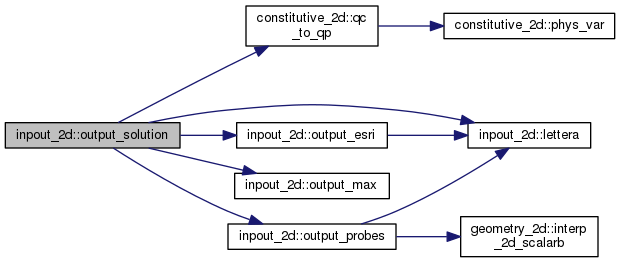 constitutive_2d::qc
_to_qp
constitutive_2d::phys_var
inpout_2d::output_solution
inpout_2d::output_esri
inpout_2d::lettera
inpout_2d::output_max
inpout_2d::output_probes
geometry_2d::interp
_2d_scalarb